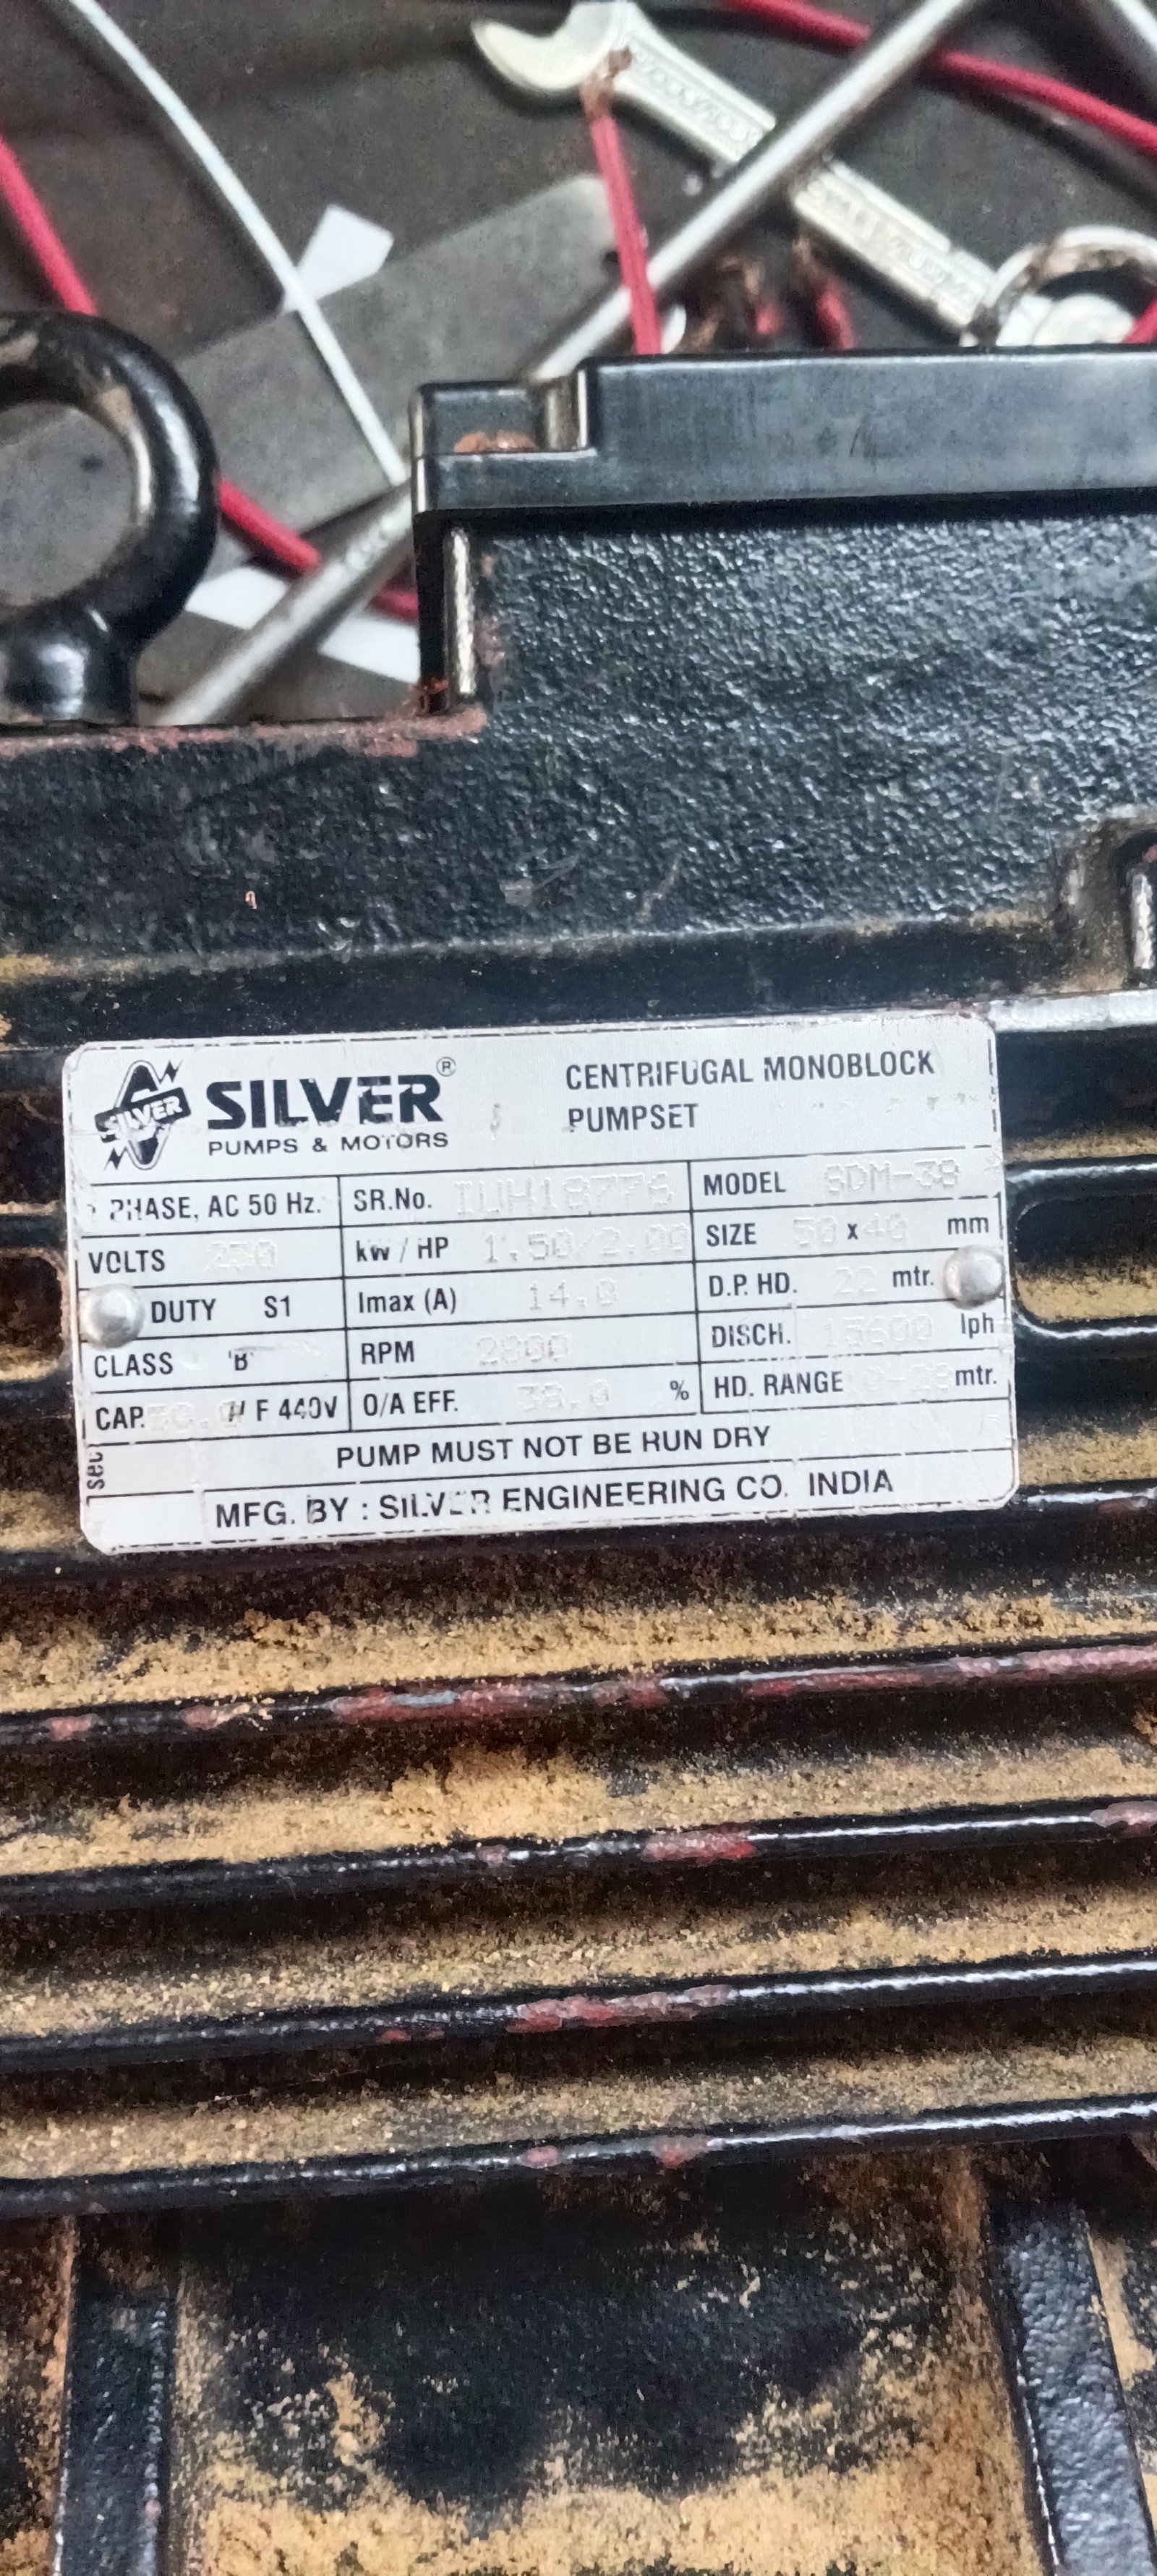 SILVER
SILVER ®
PUMPS & MOTORS
CENTRIFUGAL MONOBLOCK
PUMPSET
PHASE, AC 50 Hz.
SR.No.
MODEL SDM-38
VOLTS 230
kw / HP 1.50/2.00
SIZE 50 x 40 mm
DUTY S1
Imax (A) 14.0
D.P. HD. 22 mtr.
CLASS 'B'
RPM 2800
DISCH. 15600 lph
CAP. F 440V
O/A EFF. %
HD. RANGE mtr.
PUMP MUST NOT BE RUN DRY
MFG. BY : SILVER ENGINEERING CO. INDIA